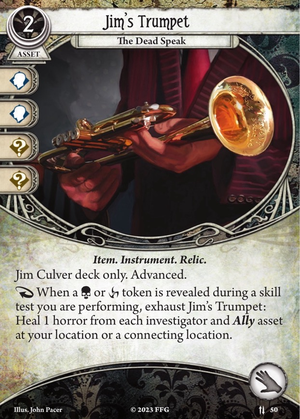 2
Jim's Trumpet
ASSET
The Dead Speak
?
?
Item. Instrument. Relic.
Jim Culver deck only. Advanced.
When a or token is revealed during a skill
test you are performing, exhaust Jim's Trumpet:
Heal 1 horror from each investigator and Ally asset
at your location or a connecting location.
Illus. John Pacer
© 2023 FFG
50